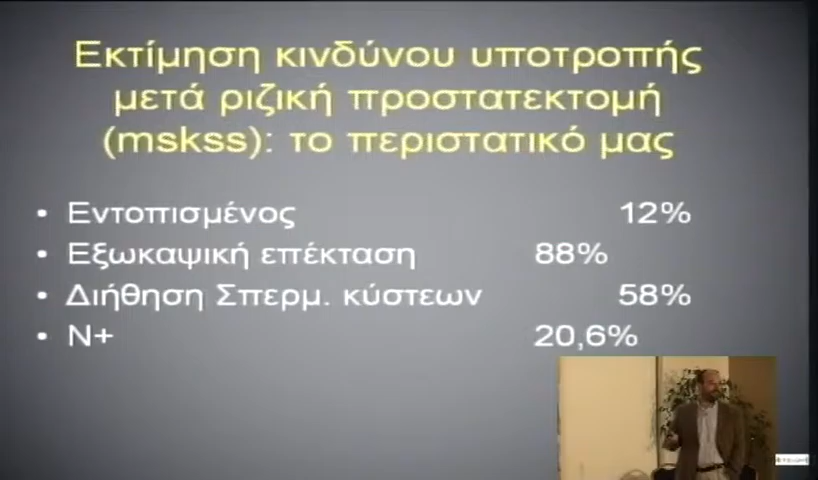 Εκτίμηση κινδύνου υποτροπής
μετά ριζική προστατεκτομή
(mskss): το περιστατικό μας
• Εντοπισμένος 12%
• Εξωκαψική επέκταση 88%
• Διήθηση Σπερμ. κύστεων 58%
• N+ 20,6%